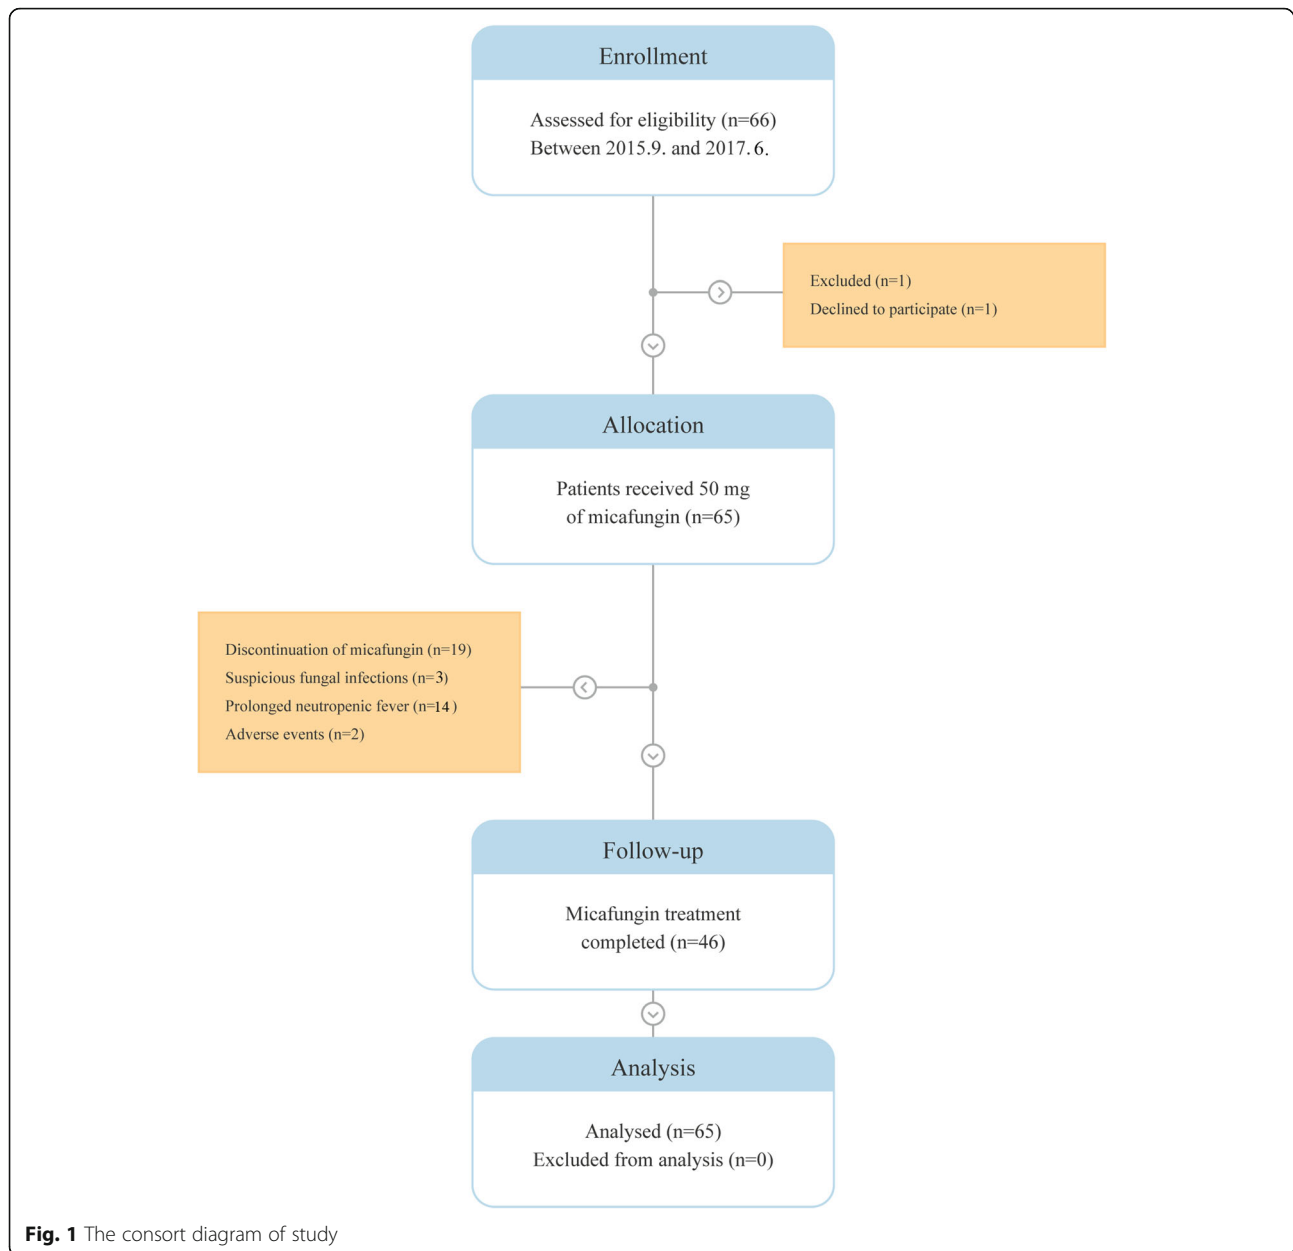 Enrollment
Assessed for eligibility (n=66)
Between 2015.9. and 2017.6.
Excluded (n=1)
Declined to participate (n=1)
Allocation
Patients received 50 mg
of micafungin (n=65)
Discontinuation of micafungin (n=19)
Suspicious fungal infections (n=3)
Prolonged neutropenic fever (n=14)
Adverse events (n=2)
Follow-up
Micafungin treatment
completed (n=46)
Analysis
Analysed (n=65)
Excluded from analysis (n=0)
Fig. 1 The consort diagram of study